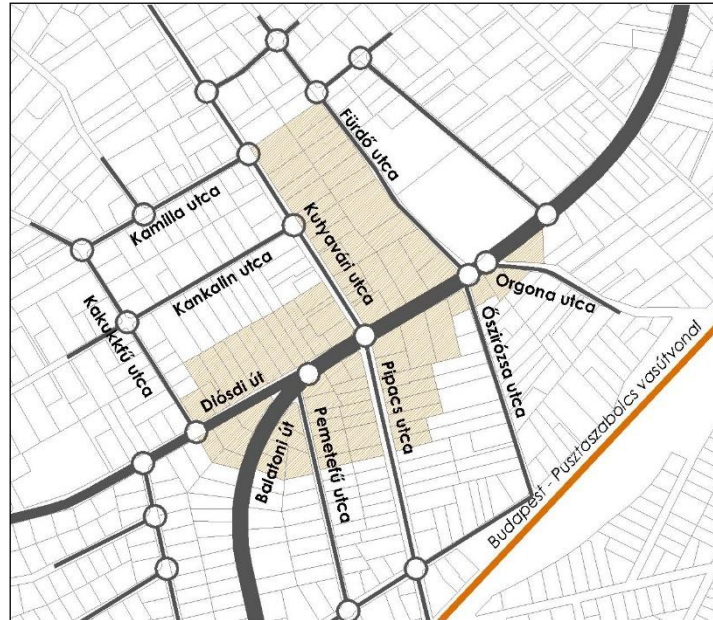 Fürdő utca
Kamilla utca
Kutyavári utca
Kankalin utca
Orgona utca
Kakukkfű utca
Őszirózsa utca
Diósdi út
Pipacs utca
Balatoni út
Pemetefű utca
Budapest - Pusztaszabolcs vasútvonal